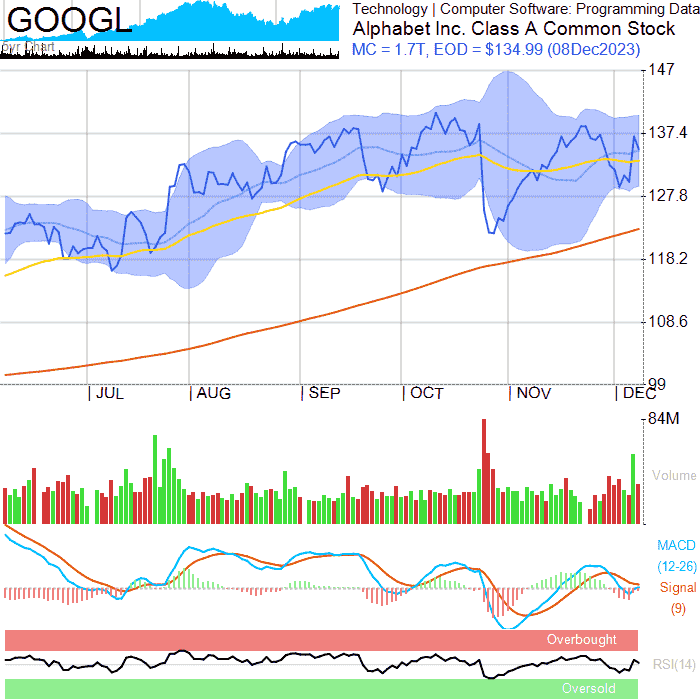 GOOGL
Technology | Computer Software: Programming Data
Alphabet Inc. Class A Common Stock
MC = 1.7T, EOD = $134.99 (08Dec2023)
Chart
147
137.4
127.8
118.2
108.6
99
JUL AUG SEP OCT NOV DEC
84M
Volume
MACD
(12-26)
Signal
(9)
Overbought
RSI(14)
Oversold